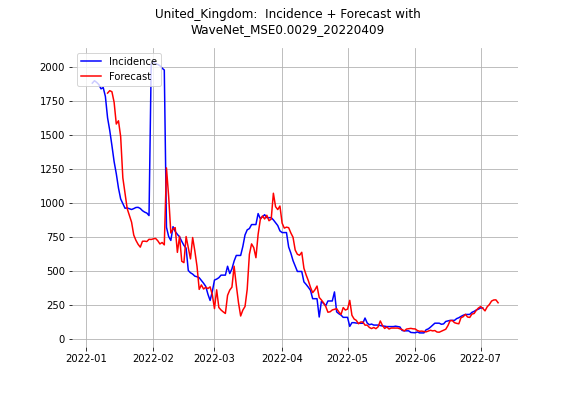 United_Kingdom:  Incidence + Forecast with
WaveNet_MSE0.0029_20220409
Incidence
Forecast
2000
1750
1500
1250
1000
750
500
250
0
2022-01 2022-02 2022-03 2022-04 2022-05 2022-06 2022-07